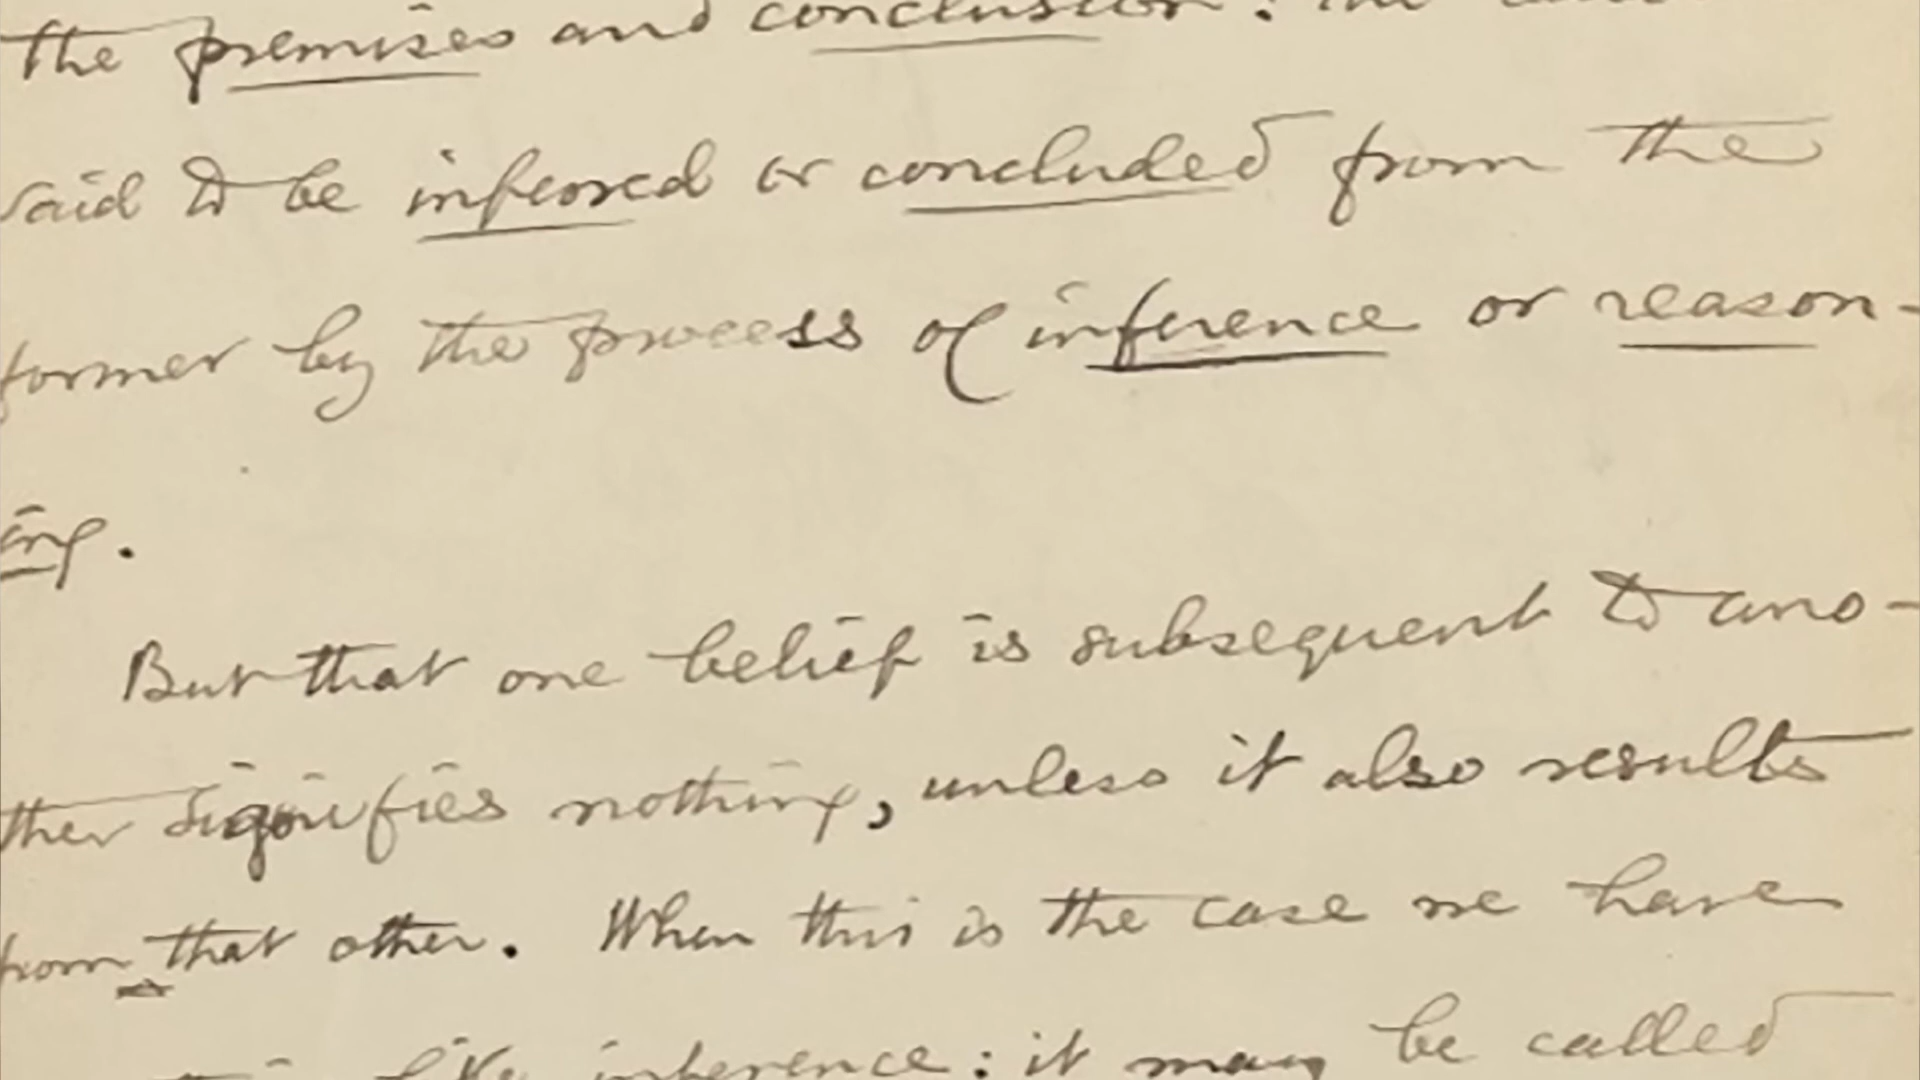 the premises and conclusion: the
said to be inferred or concluded from the
former by the process of inference or reason-
ing.
But that one belief is subsequent to ano-
ther signifies nothing, unless it also results
from that other. When this is the case we have
like inference: it may be called